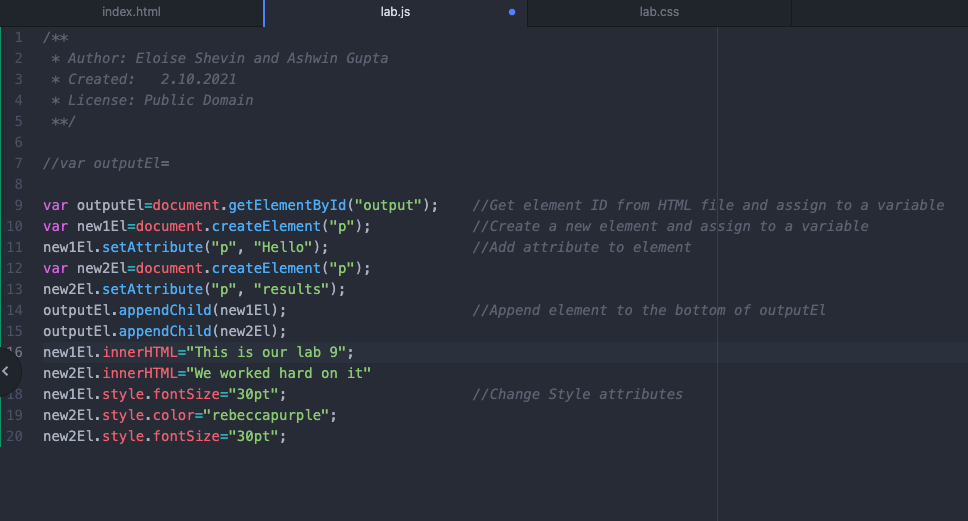 index.html lab.js lab.css
1 /**
2  * Author: Eloise Shevin and Ashwin Gupta
3  * Created:   2.10.2021
4  * License: Public Domain
5  **/
6
7 //var outputEl=
8
9 var outputEl=document.getElementById("output");    //Get element ID from HTML file and assign to a variable
10 var new1El=document.createElement("p");            //Create a new element and assign to a variable
11 new1El.setAttribute("p", "Hello");                 //Add attribute to element
12 var new2El=document.createElement("p");
13 new2El.setAttribute("p", "results");
14 outputEl.appendChild(new1El);                      //Append element to the bottom of outputEl
15 outputEl.appendChild(new2El);
16 new1El.innerHTML="This is our lab 9";
new2El.innerHTML="We worked hard on it"
18 new1El.style.fontSize="30pt";                      //Change Style attributes
19 new2El.style.color="rebeccapurple";
20 new2El.style.fontSize="30pt";